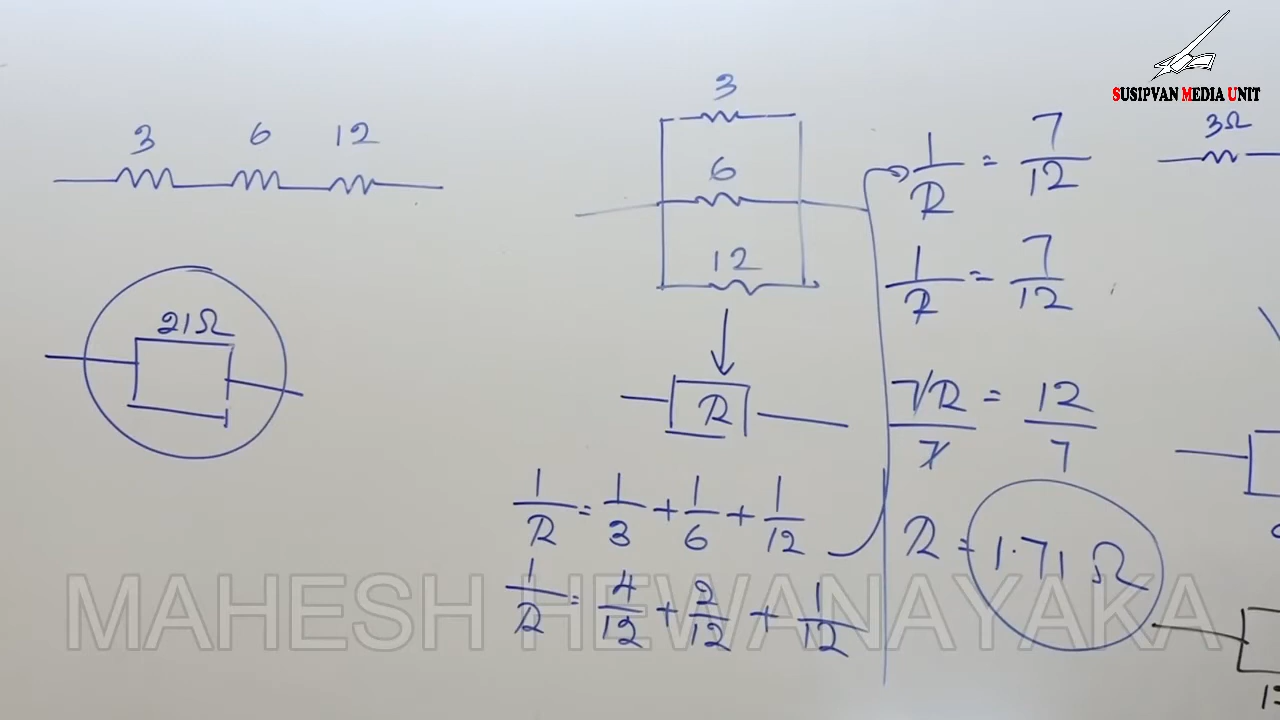 SUSIPVAN MEDIA UNIT
3 6 12
21Ω
3
6
12
R
1/R = 1/3 + 1/6 + 1/12
1/R = 4/12 + 2/12 + 1/12
1/R = 7/12
1/R = 7/12
7R/7 = 12/7
R = 1.71 Ω
3Ω
MAHESH HEWANAYAKA